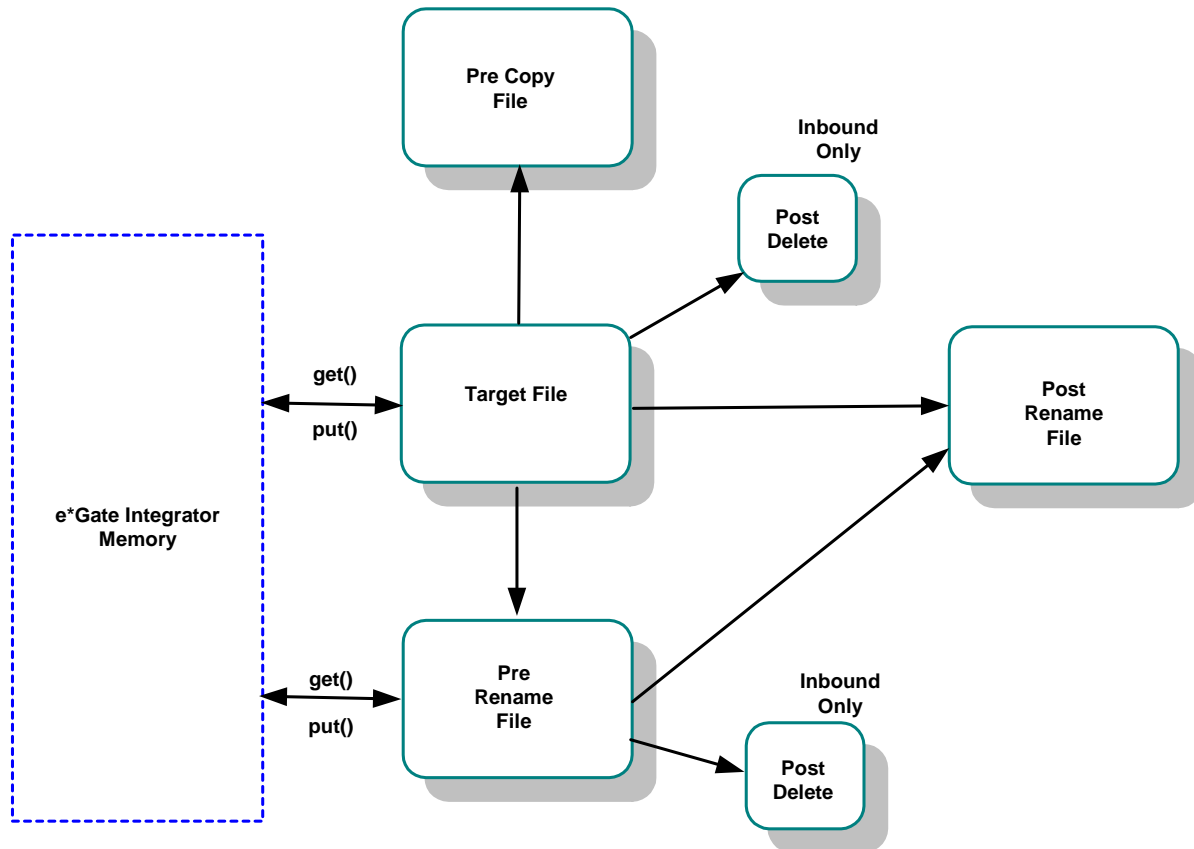 Pre Copy
File
Inbound
Only
Post
Delete
get()
put()
Target File
Post
Rename
File
e*Gate Integrator
Memory
get()
put()
Pre
Rename
File
Inbound
Only
Post
Delete